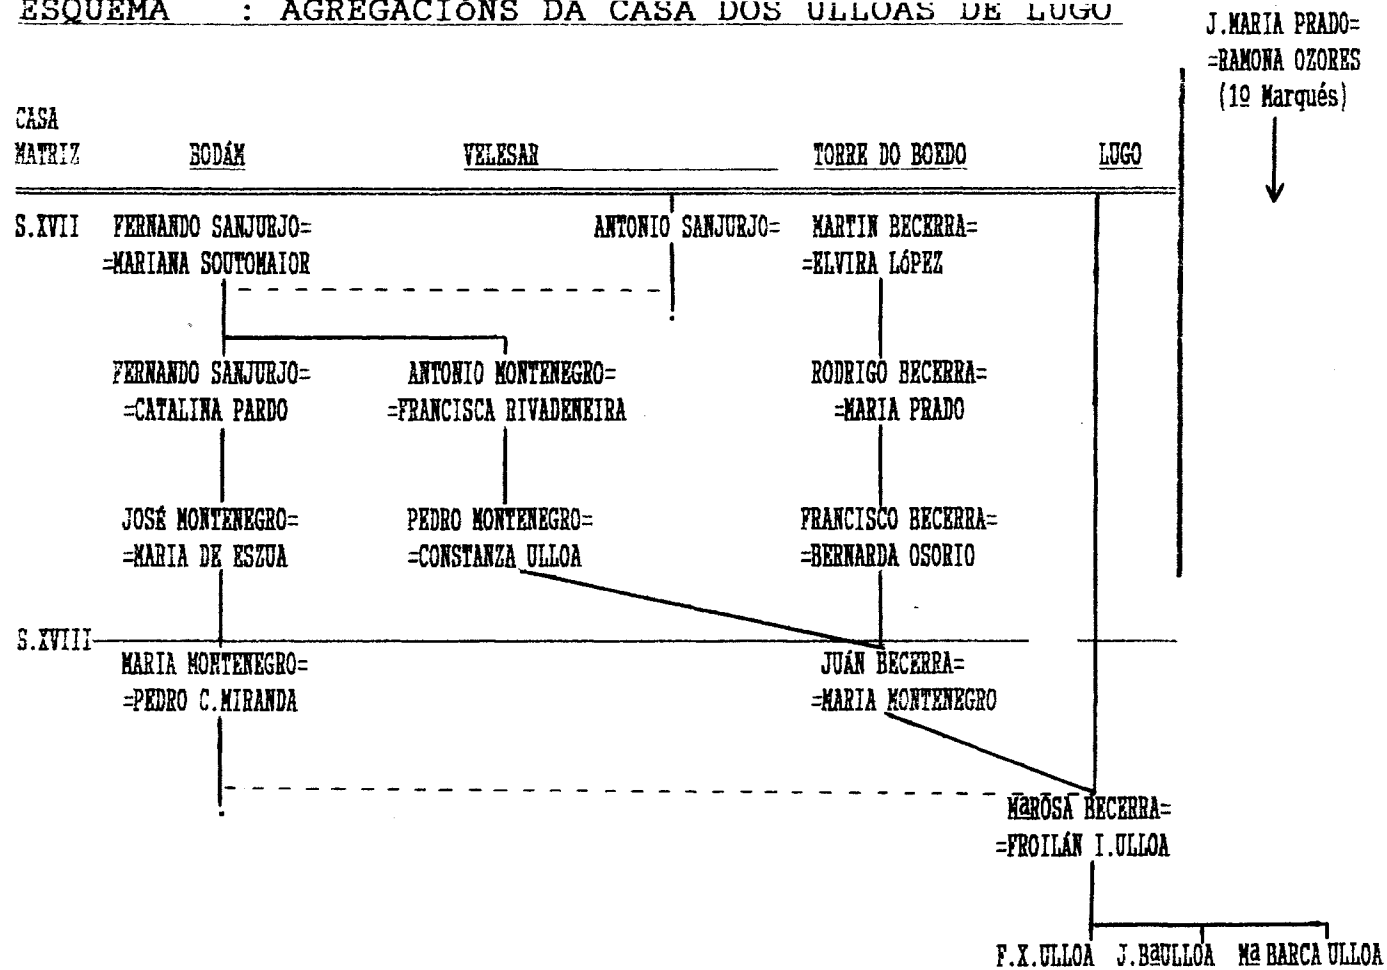 ESQUEMA : AGREGACIÓNS DA CASA DOS ULLOAS DE LUGO
J.MARIA PRADO=
=RAMONA OZORES
(1º Marqués)
CASA
MATRIZ BODÁM VELESAR TORRE DO BOEDO LUGO
S.XVII FERNANDO SANJURJO= ANTONIO SANJURJO= MARTIN BECERRA=
=MARIANA SOUTOMAIOR =ELVIRA LÓPEZ
FERNANDO SANJURJO= ANTONIO MONTENEGRO= RODRIGO BECERRA=
=CATALINA PARDO =FRANCISCA RIVADENEIRA =MARIA PRADO
JOSÉ MONTENEGRO= PEDRO MONTENEGRO= FRANCISCO BECERRA=
=MARIA DE ESZUA =CONSTANZA ULLOA =BERNARDA OSORIO
S.XVIII
MARIA MONTENEGRO= JUÁN BECERRA=
=PEDRO C.MIRANDA =MARIA MONTENEGRO
MªROSA BECERRA=
=FROILÁN I.ULLOA
F.X.ULLOA J.BªULLOA Mª BARCA ULLOA